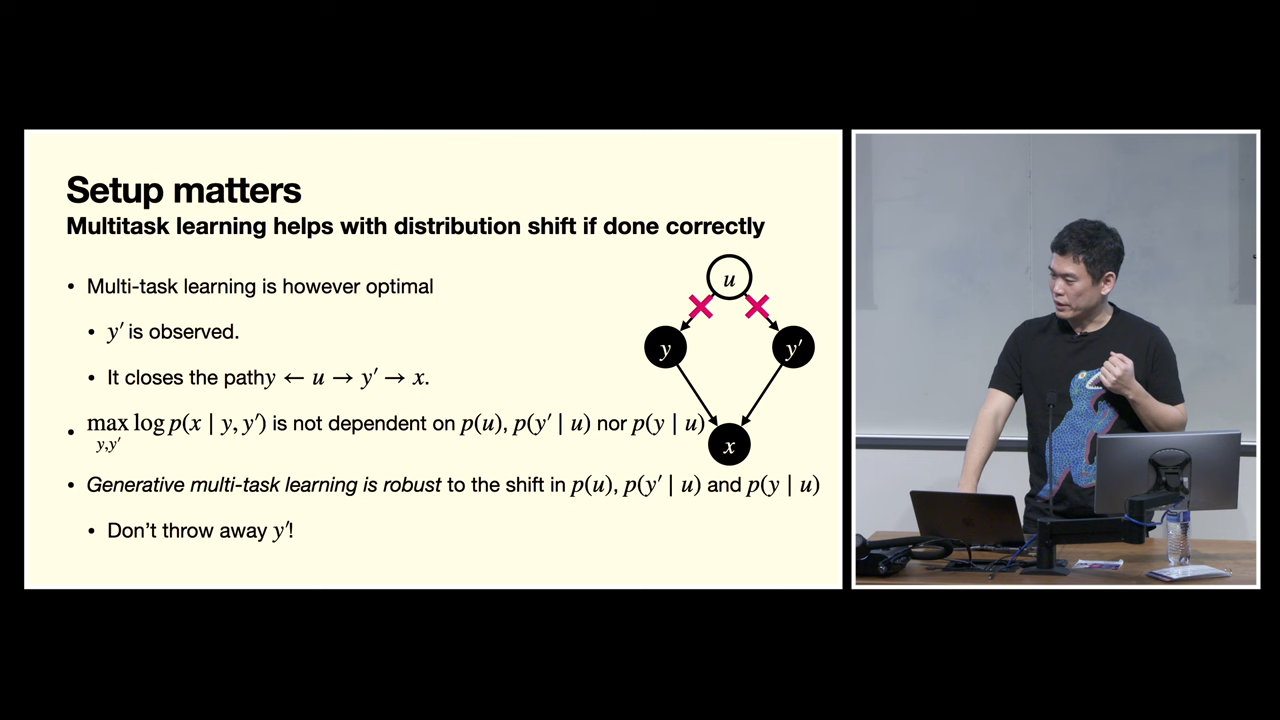 Setup matters
Multitask learning helps with distribution shift if done correctly
• Multi-task learning is however optimal
• y′ is observed.
• It closes the pathy ← u → y′ → x.
• max log p(x | y, y′) is not dependent on p(u), p(y′ | u) nor p(y | u)
y,y′
• Generative multi-task learning is robust to the shift in p(u), p(y′ | u) and p(y | u)
• Don’t throw away y′!
u
y
y′
x